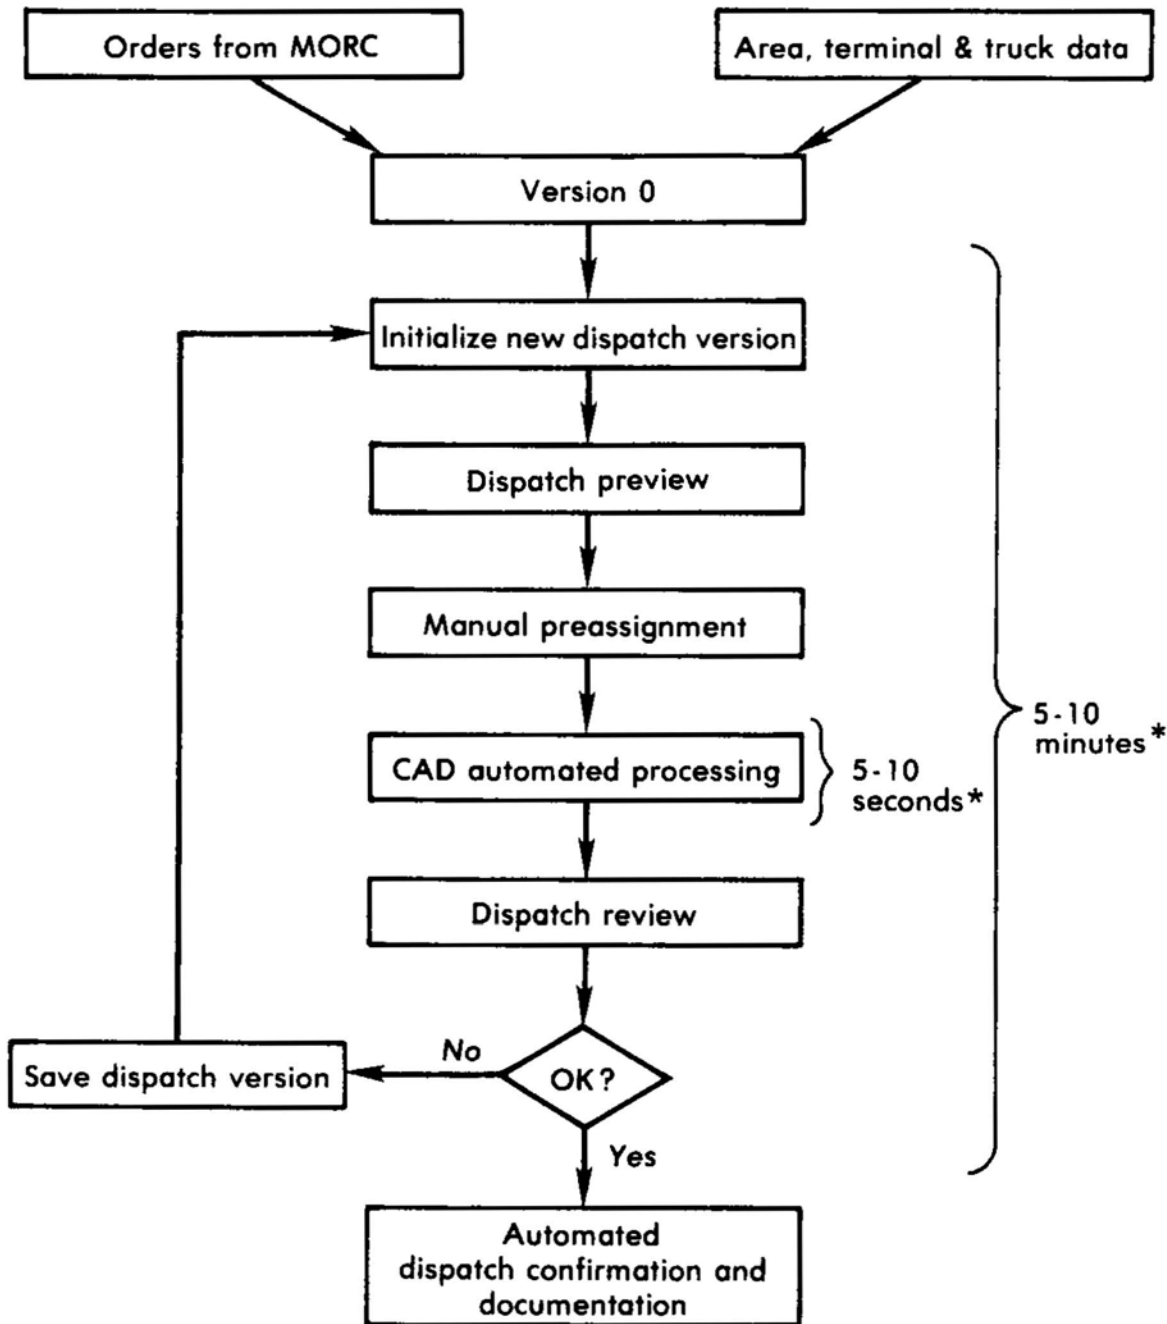 Orders from MORC
Area, terminal & truck data
Version 0
Initialize new dispatch version
Dispatch preview
Manual preassignment
CAD automated processing
5-10
seconds*
5-10
minutes*
Dispatch review
OK?
No
Save dispatch version
Yes
Automated
dispatch confirmation and
documentation